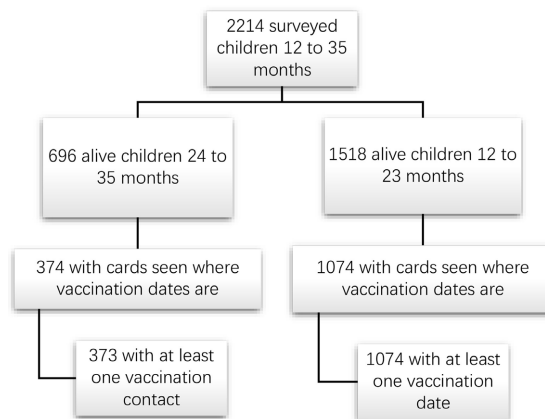 2214 surveyed
children 12 to 35
months
696 alive children 24 to
35 months
1518 alive children 12 to
23 months
374 with cards seen where
vaccination dates are
1074 with cards seen where
vaccination dates are
373 with at least
one vaccination
contact
1074 with at least
one vaccination
date